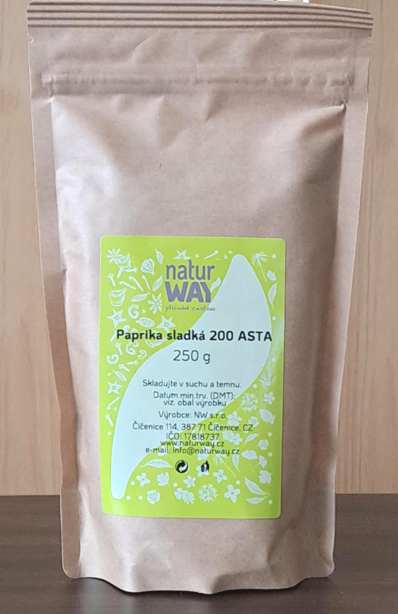 natur
WAY
Paprika sladká 200 ASTA
250 g
Skladujte v suchu a temnu.
Datum min.trv. (DMT):
viz. obal výrobku
Výrobce: NW s.r.o.
Čičenice 114, 387 71 Čičenice, CZ
IČO: 17818737
www.naturway.cz
e-mail: info@naturway.cz